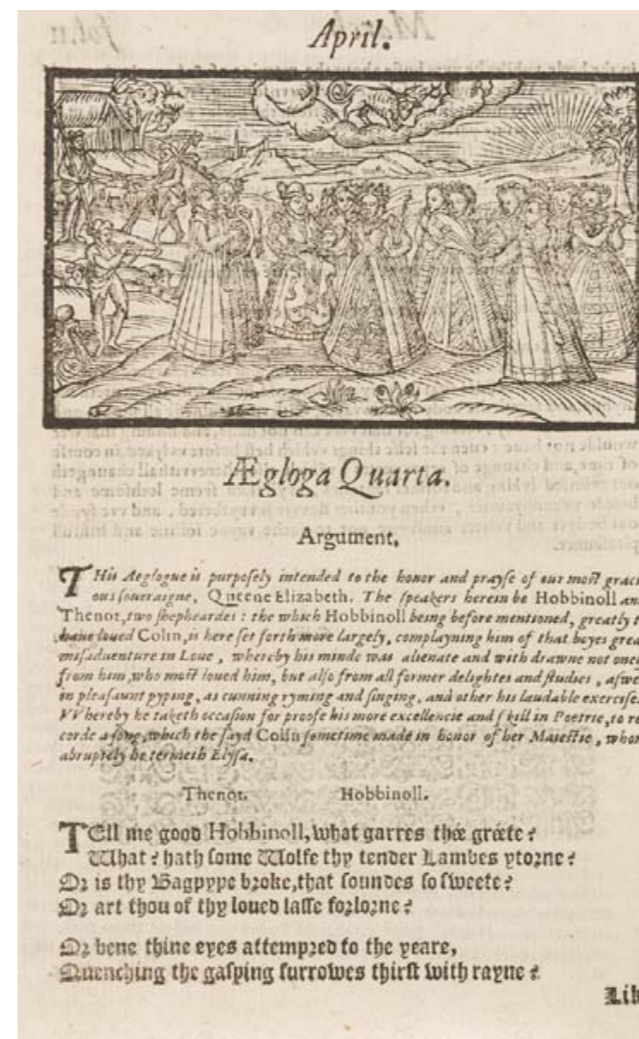 April.
Ægloga Quarta.
Argument.
THis Aeglogue is purposely intended to the honor and prayse of our most graci
ous soueraigne, Queene Elizabeth. The speakers herein be Hobbinoll an
Thenot, two shepheardes: the which Hobbinoll being before mentioned, greatly t
haue loued Colin, is here set forth more largely, complayning him of that boyes grea
misaduenture in Loue, whereby his minde was alienate and with drawne not onel
from him, who most loued him, but also from all former delightes and studies, aswe
in pleasaunt pyping, as cunning ryming and singing, and other his laudable exercises
VVhereby he taketh occasion for proofe his more excellencie and skill in Poetrie, to re
corde a song, which the sayd Colin sometime made in honor of her Maiestie, whom
abruptely he termeth Elysa.
Thenot. Hobbinoll.
TEll me good Hobbinoll, what garres thee greete?
What? hath some Wolfe thy tender Lambes ytorne?
Or is thy Bagpype broke, that soundes so sweete?
Or art thou of thy loued lasse forlorne?
Or bene thine eyes attempred to the yeare,
Quenching the gasping furrowes thirst with rayne?
Lik